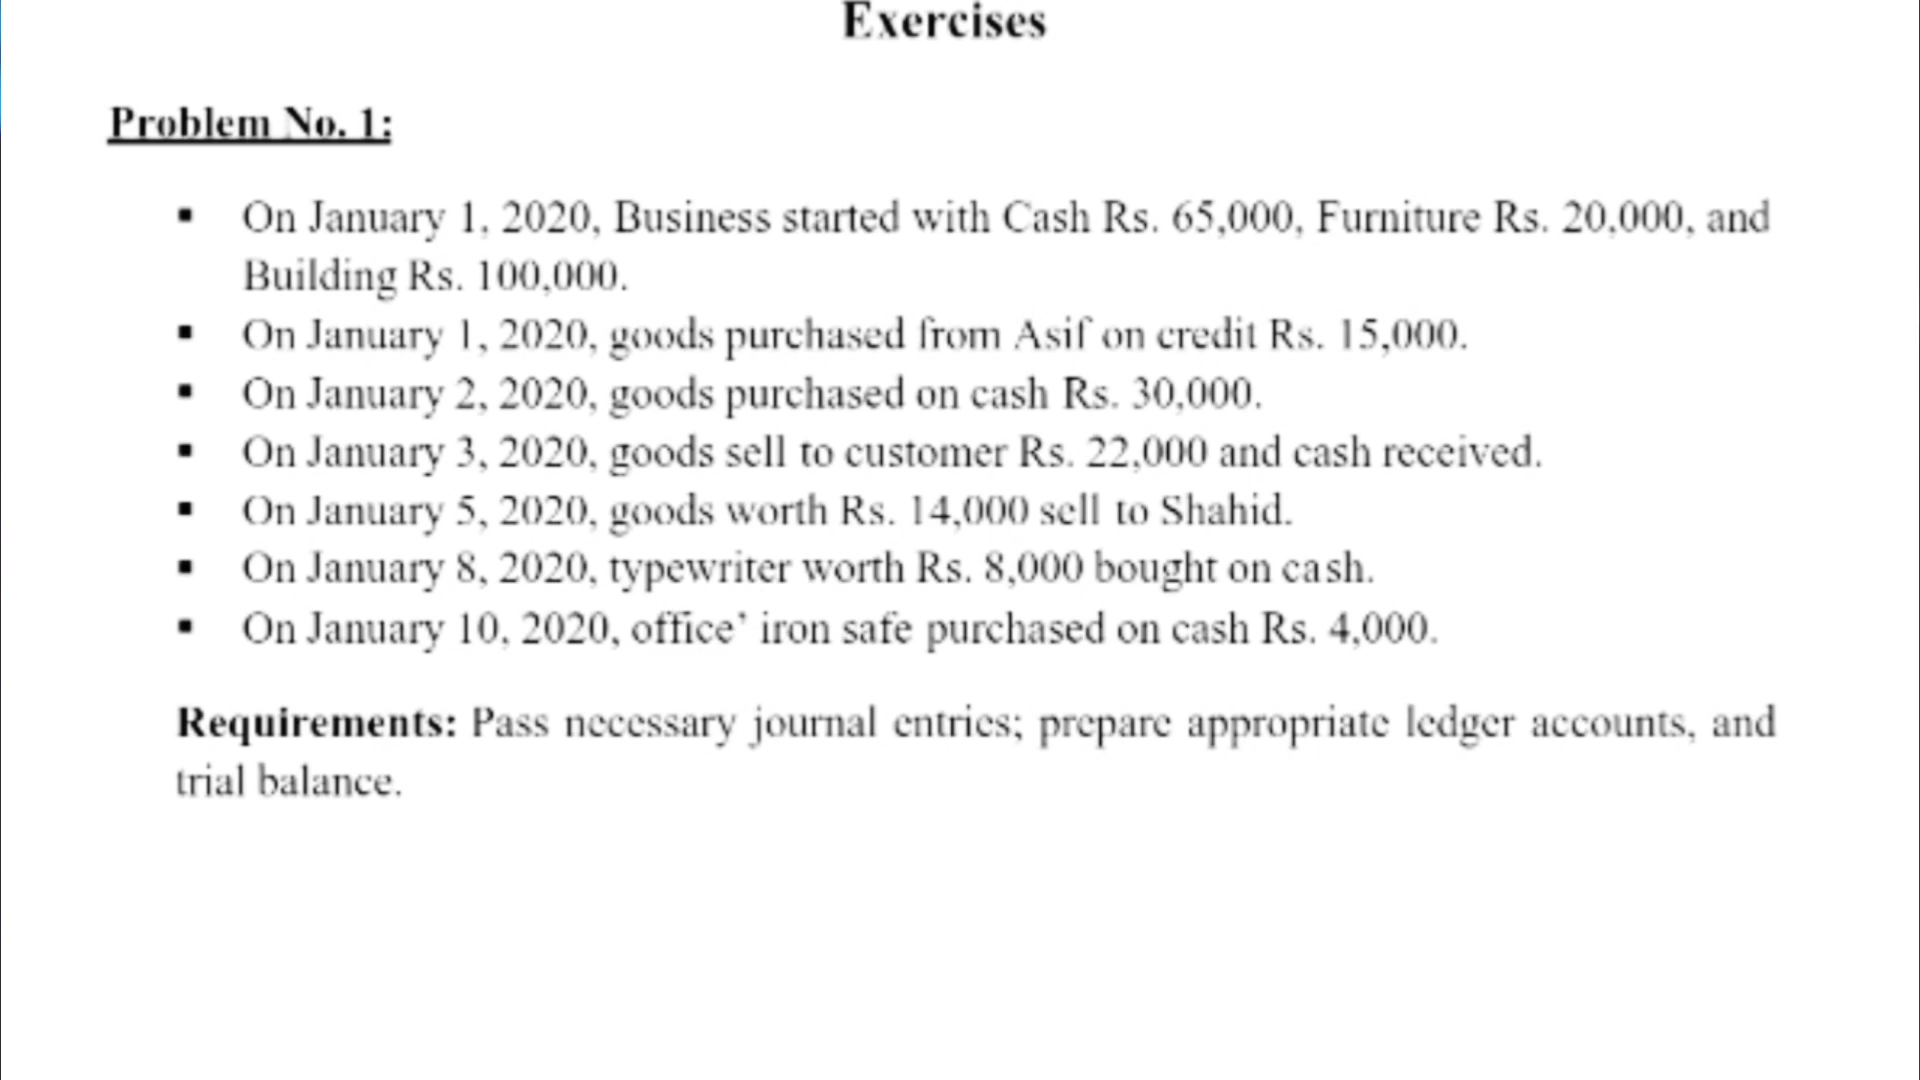 Exercises
Problem No. 1:
▪ On January 1, 2020, Business started with Cash Rs. 65,000, Furniture Rs. 20,000, and
Building Rs. 100,000.
▪ On January 1, 2020, goods purchased from Asif on credit Rs. 15,000.
▪ On January 2, 2020, goods purchased on cash Rs. 30,000.
▪ On January 3, 2020, goods sell to customer Rs. 22,000 and cash received.
▪ On January 5, 2020, goods worth Rs. 14,000 sell to Shahid.
▪ On January 8, 2020, typewriter worth Rs. 8,000 bought on cash.
▪ On January 10, 2020, office’ iron safe purchased on cash Rs. 4,000.
Requirements: Pass necessary journal entries; prepare appropriate ledger accounts, and
trial balance.